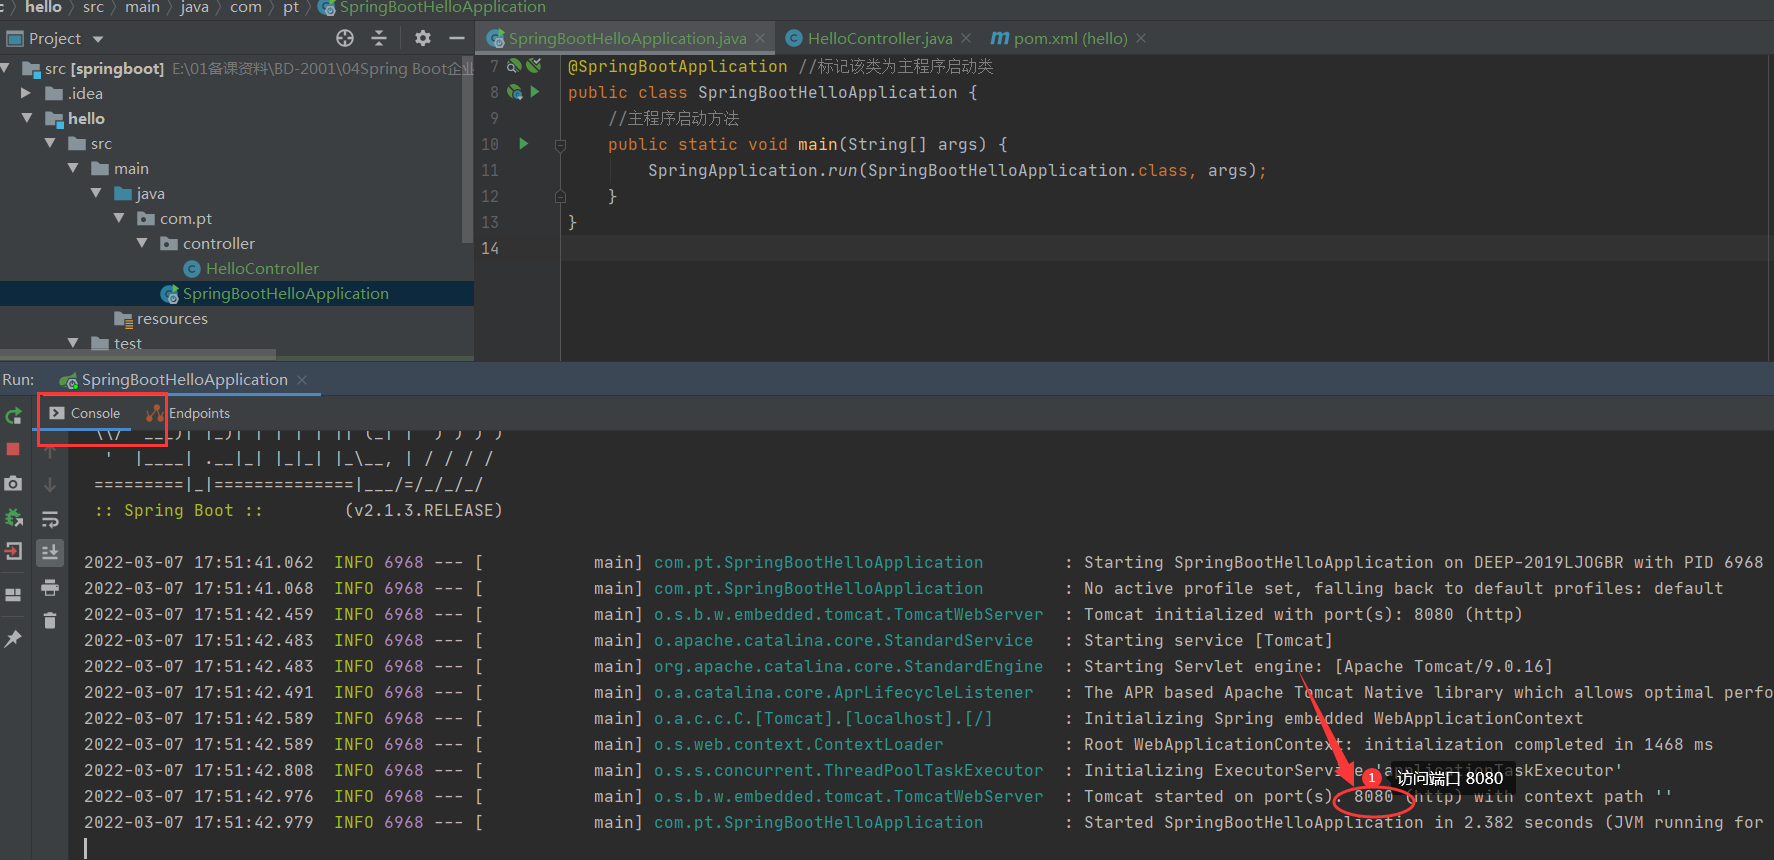 hello src main java com pt SpringBootHelloApplication
Project
SpringBootHelloApplication.java HelloController.java pom.xml (hello)
src [springboot] E:\01备课资料\BD-2001\04Spring Boot企业
.idea
hello
src
main
java
com.pt
controller
HelloController
SpringBootHelloApplication
resources
test
7 @SpringBootApplication //标记该类为主程序启动类
8 public class SpringBootHelloApplication {
9 //主程序启动方法
10 public static void main(String[] args) {
11 SpringApplication.run(SpringBootHelloApplication.class, args);
12 }
13 }
14
Run: SpringBootHelloApplication
Console Endpoints
' |____| .__|_| |_|_| |_\__, | / / / /
=========|_|==============|___/=/_/_/_/
:: Spring Boot :: (v2.1.3.RELEASE)
2022-03-07 17:51:41.062 INFO 6968 --- [ main] com.pt.SpringBootHelloApplication : Starting SpringBootHelloApplication on DEEP-2019LJOGBR with PID 6968
2022-03-07 17:51:41.068 INFO 6968 --- [ main] com.pt.SpringBootHelloApplication : No active profile set, falling back to default profiles: default
2022-03-07 17:51:42.459 INFO 6968 --- [ main] o.s.b.w.embedded.tomcat.TomcatWebServer : Tomcat initialized with port(s): 8080 (http)
2022-03-07 17:51:42.483 INFO 6968 --- [ main] o.apache.catalina.core.StandardService : Starting service [Tomcat]
2022-03-07 17:51:42.483 INFO 6968 --- [ main] org.apache.catalina.core.StandardEngine : Starting Servlet engine: [Apache Tomcat/9.0.16]
2022-03-07 17:51:42.491 INFO 6968 --- [ main] o.a.catalina.core.AprLifecycleListener : The APR based Apache Tomcat Native library which allows optimal perfo
2022-03-07 17:51:42.589 INFO 6968 --- [ main] o.a.c.c.C.[Tomcat].[localhost].[/] : Initializing Spring embedded WebApplicationContext
2022-03-07 17:51:42.589 INFO 6968 --- [ main] o.s.web.context.ContextLoader : Root WebApplicationContext: initialization completed in 1468 ms
2022-03-07 17:51:42.808 INFO 6968 --- [ main] o.s.s.concurrent.ThreadPoolTaskExecutor : Initializing ExecutorService 'applicationTaskExecutor'
1 访问端口 8080
2022-03-07 17:51:42.976 INFO 6968 --- [ main] o.s.b.w.embedded.tomcat.TomcatWebServer : Tomcat started on port(s): 8080 (http) with context path ''
2022-03-07 17:51:42.979 INFO 6968 --- [ main] com.pt.SpringBootHelloApplication : Started SpringBootHelloApplication in 2.382 seconds (JVM running for